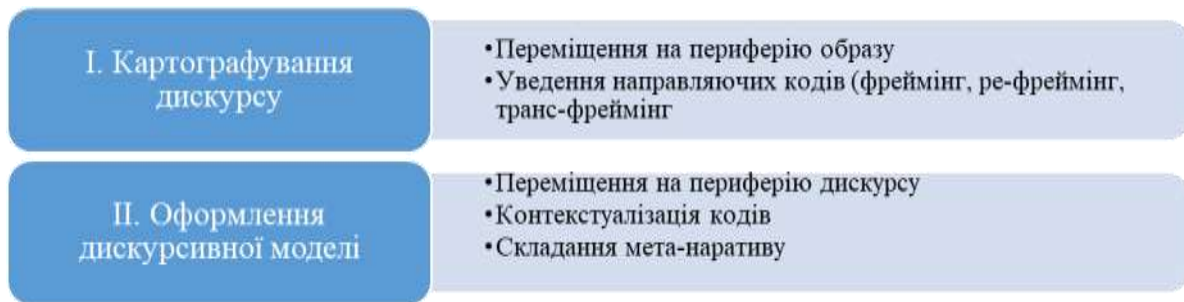 І. Картографування
дискурсу
•Переміщення на периферію образу
•Уведення направляючих кодів (фреймінг, ре-фреймінг,
транс-фреймінг
ІІ. Оформлення
дискурсивної моделі
•Переміщення на периферію дискурсу
•Контекстуалізація кодів
•Складання мета-наративу